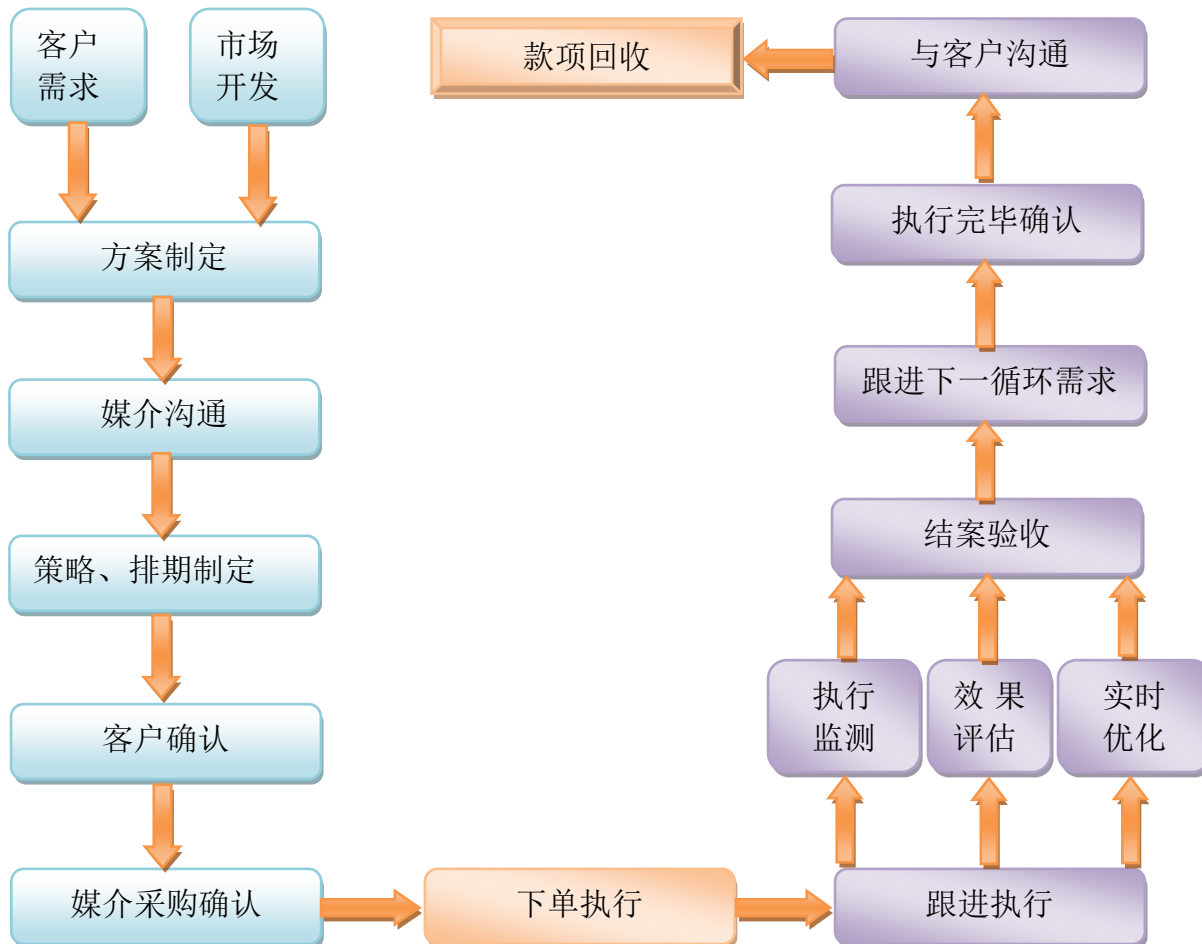 客户
需求
市场
开发
方案制定
媒介沟通
策略、排期制定
客户确认
媒介采购确认
下单执行
跟进执行
执行
监测
效 果
评估
实时
优化
结案验收
跟进下一循环需求
执行完毕确认
与客户沟通
款项回收